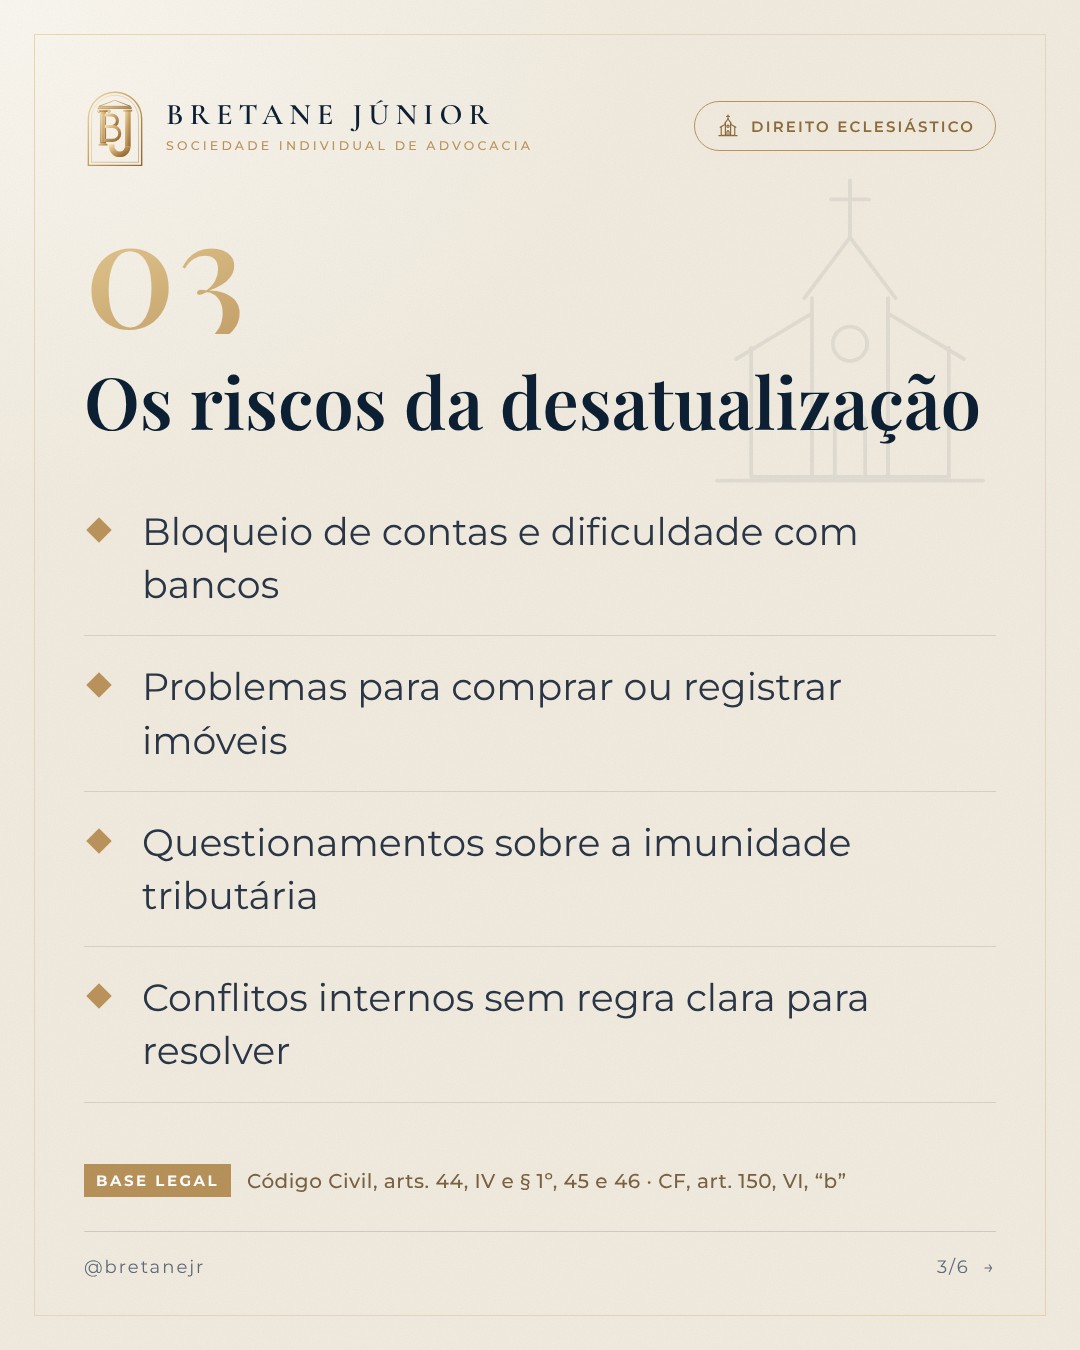 BJ
BRETANE JÚNIOR
SOCIEDADE INDIVIDUAL DE ADVOCACIA
DIREITO ECLESIÁSTICO
03
Os riscos da desatualização
Bloqueio de contas e dificuldade com
bancos
Problemas para comprar ou registrar
imóveis
Questionamentos sobre a imunidade
tributária
Conflitos internos sem regra clara para
resolver
BASE LEGAL Código Civil, arts. 44, IV e § 1º, 45 e 46 · CF, art. 150, VI, “b”
@bretanejr
3/6 →